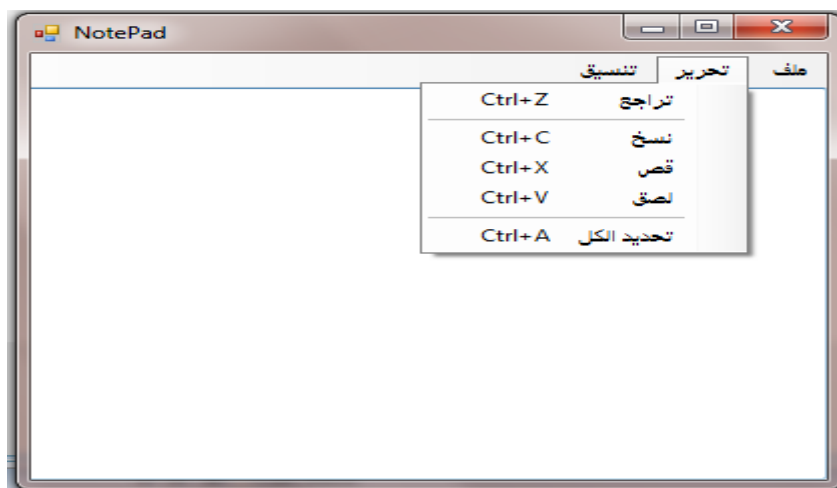 NotePad
ملف تحرير تنسيق
تراجع Ctrl+Z
نسخ Ctrl+C
قص Ctrl+X
لصق Ctrl+V
تحديد الكل Ctrl+A